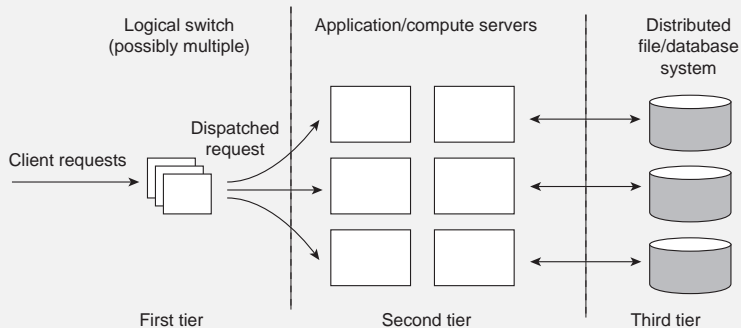 Logical switch
(possibly multiple)
Application/compute servers
Distributed
file/database
system
Dispatched
request
Client requests
First tier
Second tier
Third tier